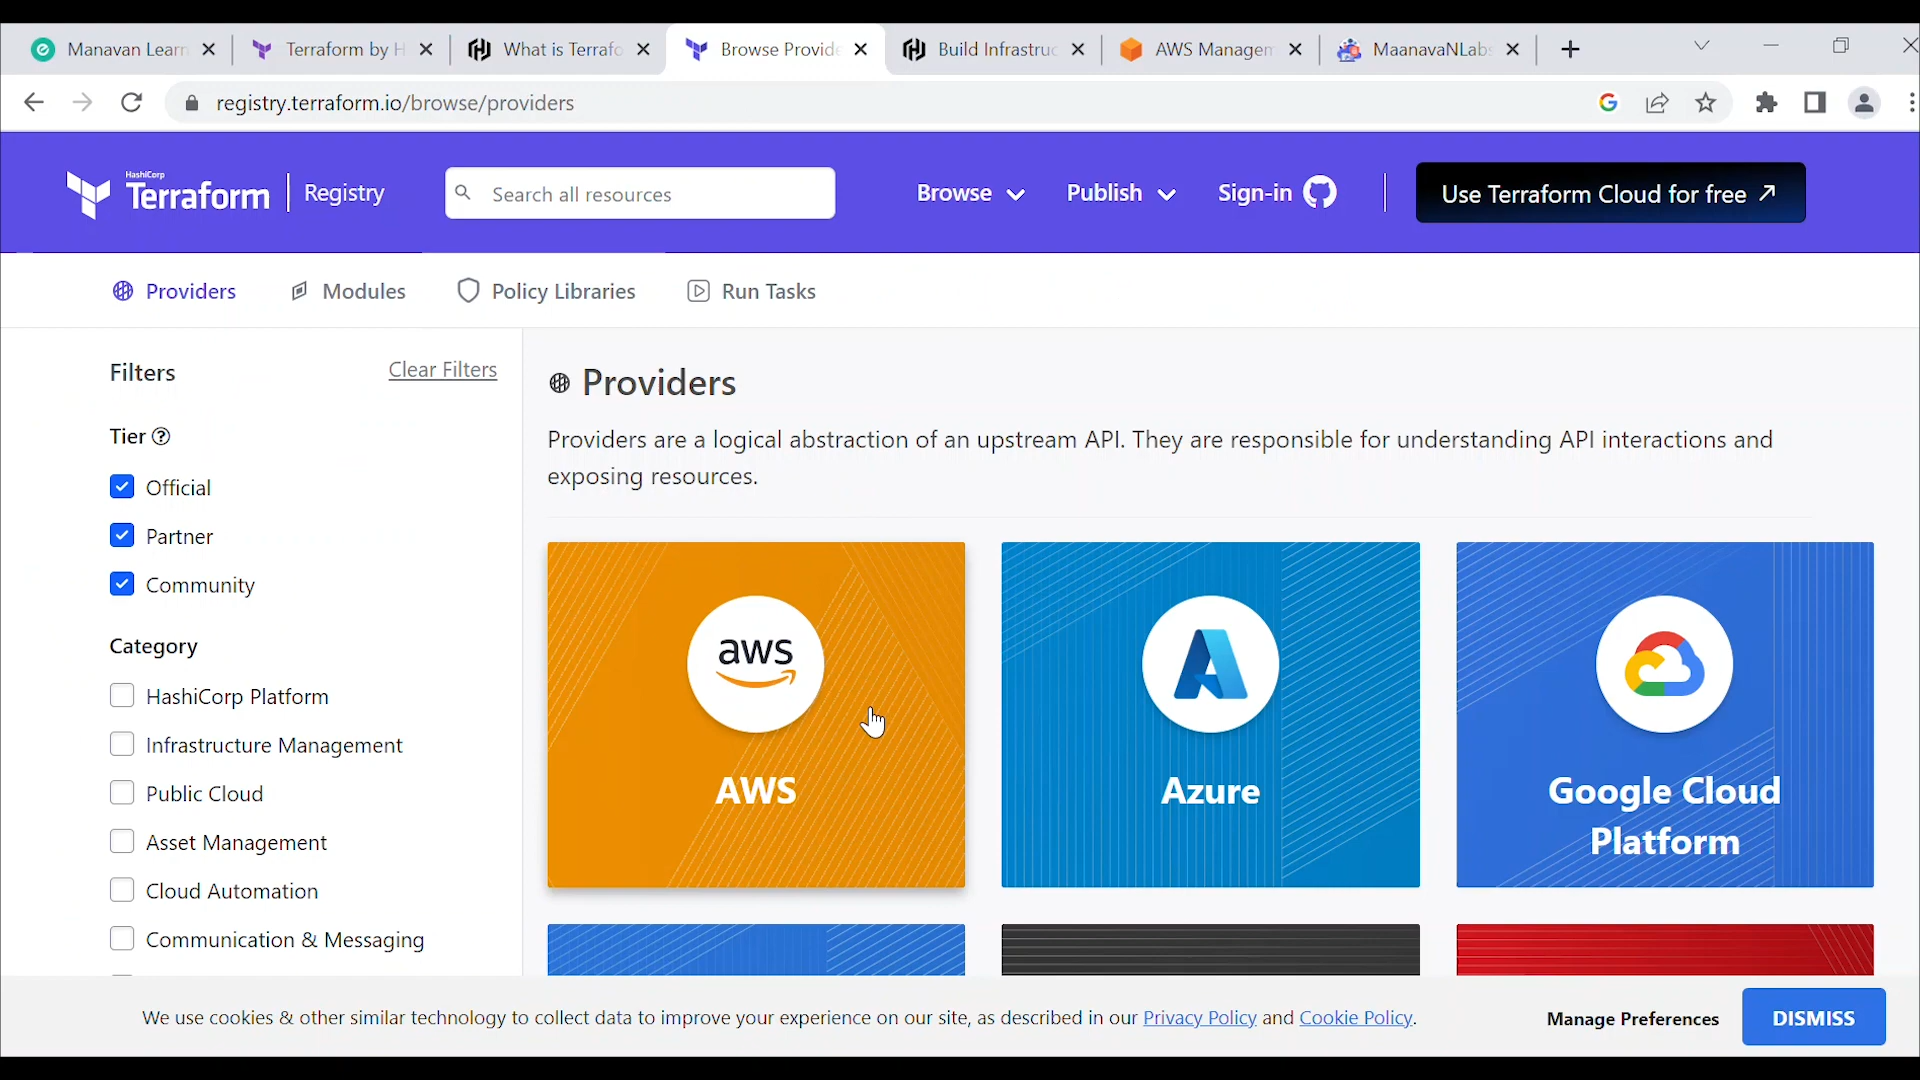 Manavan Learn
Terraform by H
What is Terrafo
Browse Provide
Build Infrastruc
AWS Managem
MaanavaNLabs
registry.terraform.io/browse/providers
HashiCorp
Terraform
Registry
Search all resources
Browse
Publish
Sign-in
Use Terraform Cloud for free
Providers
Modules
Policy Libraries
Run Tasks
Filters
Clear Filters
Tier
Official
Partner
Community
Category
HashiCorp Platform
Infrastructure Management
Public Cloud
Asset Management
Cloud Automation
Communication & Messaging
Providers
Providers are a logical abstraction of an upstream API. They are responsible for understanding API interactions and
exposing resources.
aws
AWS
Azure
Google Cloud
Platform
We use cookies & other similar technology to collect data to improve your experience on our site, as described in our Privacy Policy and Cookie Policy.
Manage Preferences
DISMISS